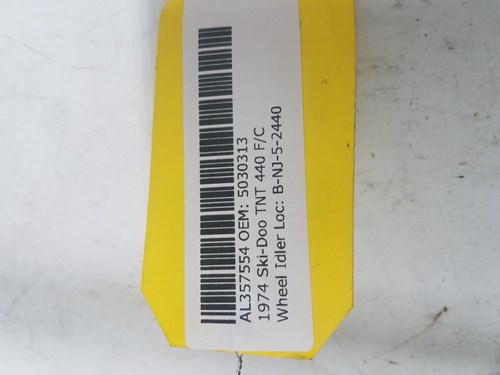 AL357554 OEM: 5030313
1974 Ski-Doo TNT 440 F/C
Wheel Idler Loc: B-NJ-5-2440